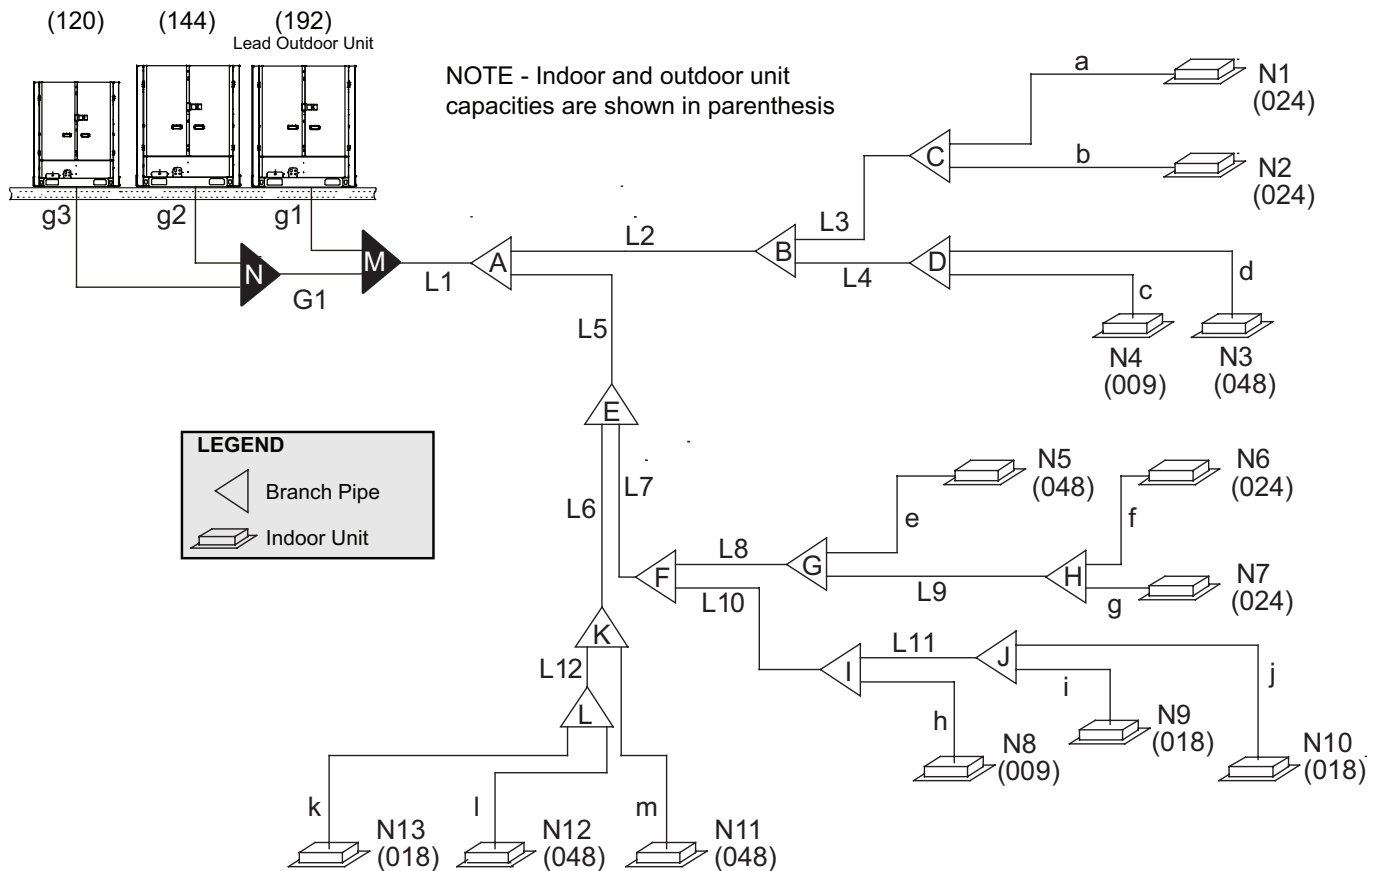 (120) (144) (192)
Lead Outdoor Unit
NOTE - Indoor and outdoor unit
capacities are shown in parenthesis
a
N1
(024)
C
b
N2
(024)
g3 g2 g1
L3
L2
B
N M A
L1
G1
L4
D
d
c
N4
(009)
N3
(048)
L5
E
LEGEND
Branch Pipe
Indoor Unit
L6
L7
N5
(048)
N6
(024)
e
f
L8
G
F
L10
L9
H
g
N7
(024)
K
L12
L
L11
J
I
i
j
h
N8
(009)
N9
(018)
N10
(018)
k
l
m
N13
(018)
N12
(048)
N11
(048)